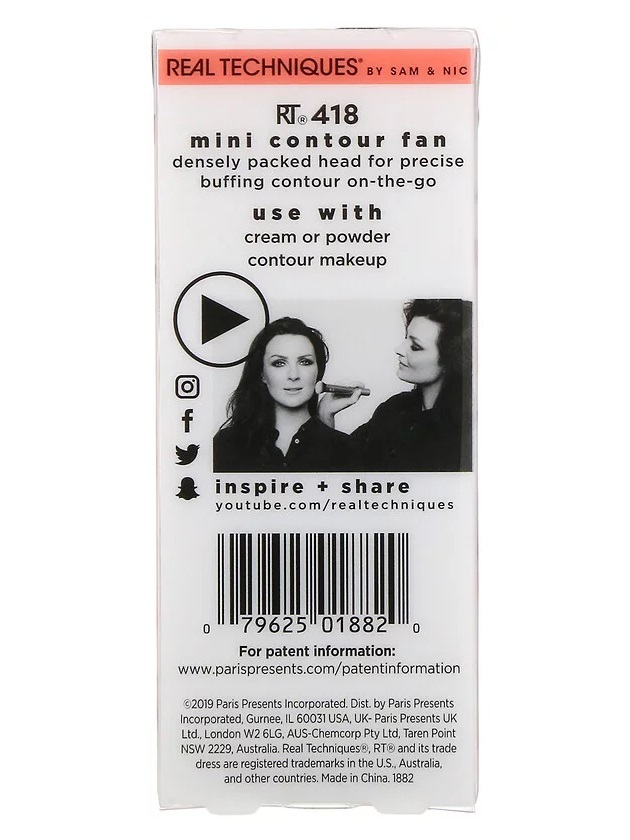 REAL TECHNIQUES® BY SAM & NIC
RT® 418
mini contour fan
densely packed head for precise
buffing contour on-the-go
use with
cream or powder
contour makeup
inspire + share
youtube.com/realtechniques
0 79625 01882 0
For patent information:
www.parispresents.com/patentinformation
©2019 Paris Presents Incorporated. Dist. by Paris Presents
Incorporated, Gurnee, IL 60031 USA, UK- Paris Presents UK
Ltd., London W2 6LG, AUS-Chemcorp Pty Ltd, Taren Point
NSW 2229, Australia. Real Techniques®, RT® and its trade
dress are registered trademarks in the U.S., Australia,
and other countries. Made in China. 1882